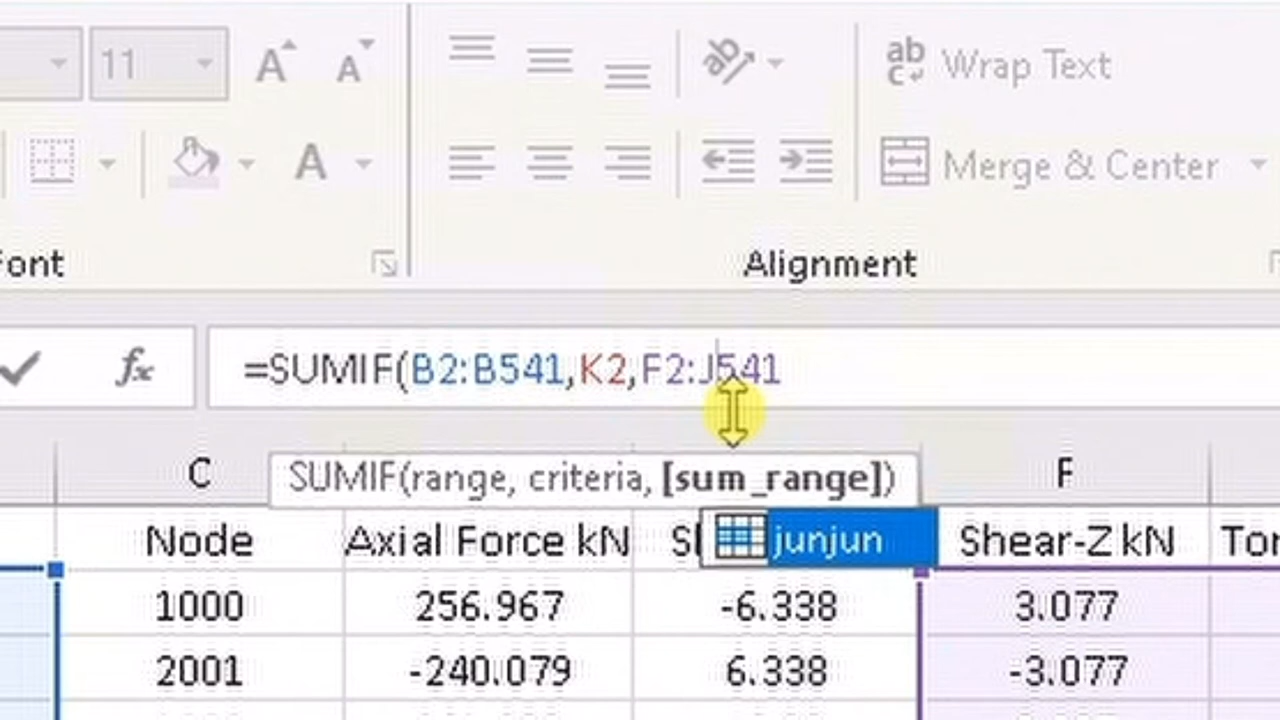 11 A A ab Wrap Text
A Merge & Center
Font Alignment
fx =SUMIF(B2:B541,K2,F2:J541
SUMIF(range, criteria, [sum_range])
C F
junjun
Node Axial Force kN Shear-Z kN
1000 256.967 -6.338 3.077
2001 -240.079 6.338 -3.077